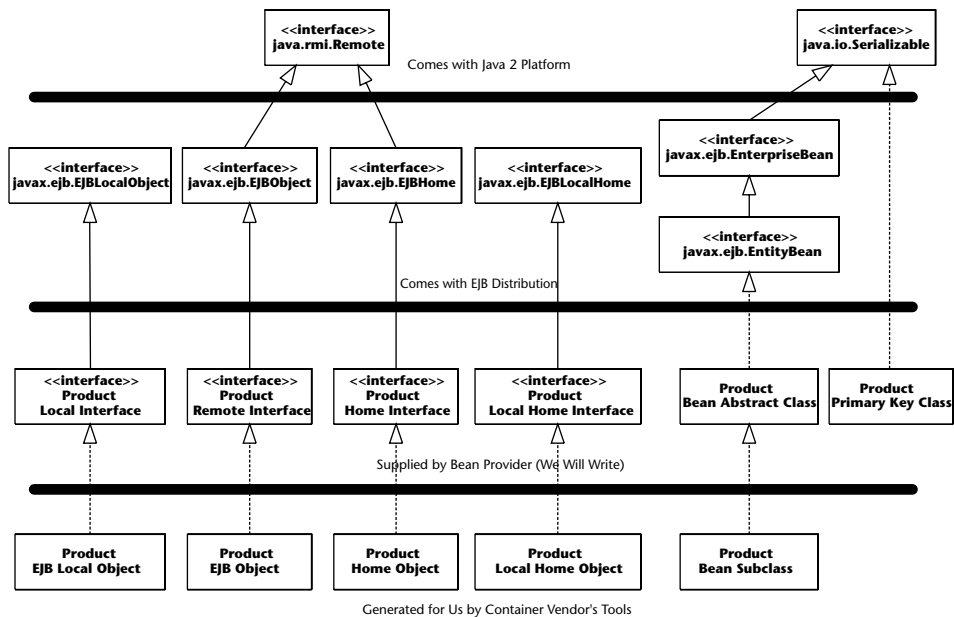 <<interface>>
java.rmi.Remote
<<interface>>
java.io.Serializable
Comes with Java 2 Platform
<<interface>>
javax.ejb.EJBLocalObject
<<interface>>
javax.ejb.EJBObject
<<interface>>
javax.ejb.EJBHome
<<interface>>
javax.ejb.EJBLocalHome
<<interface>>
javax.ejb.EnterpriseBean
<<interface>>
javax.ejb.EntityBean
Comes with EJB Distribution
<<interface>>
Product
Local Interface
<<interface>>
Product
Remote Interface
<<interface>>
Product
Home Interface
<<interface>>
Product
Local Home Interface
Product
Bean Abstract Class
Product
Primary Key Class
Supplied by Bean Provider (We Will Write)
Product
EJB Local Object
Product
EJB Object
Product
Home Object
Product
Local Home Object
Product
Bean Subclass
Generated for Us by Container Vendor's Tools